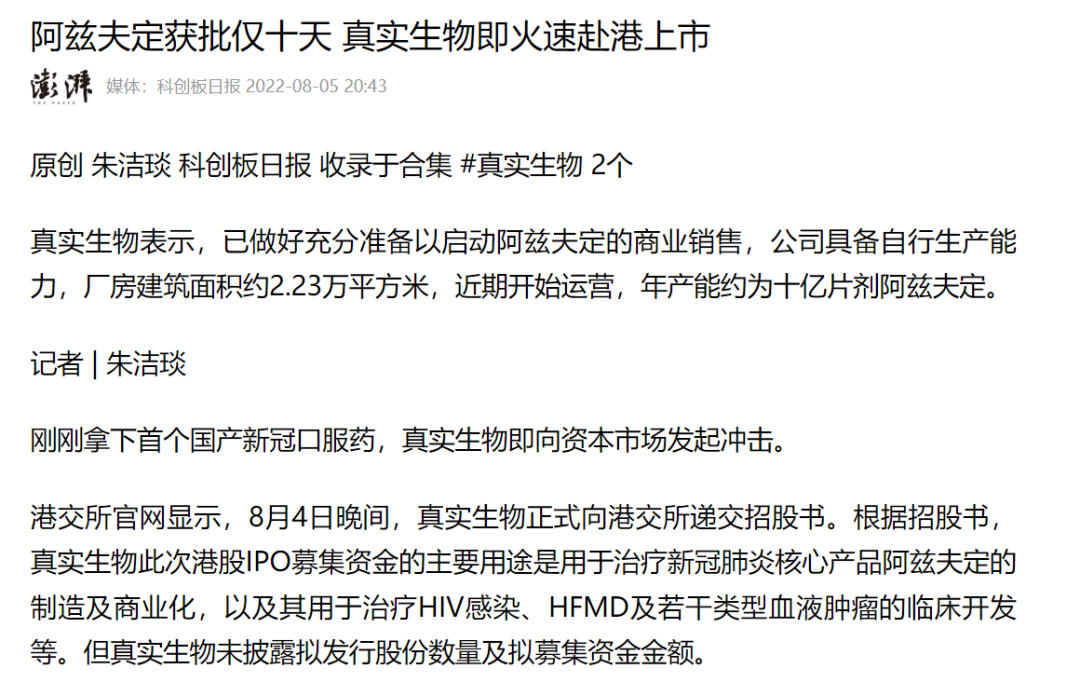 阿兹夫定获批仅十天 真实生物即火速赴港上市
澎湃 媒体：科创板日报 2022-08-05 20:43
THE PAPER
原创 朱洁琰 科创板日报 收录于合集 #真实生物 2个
真实生物表示，已做好充分准备以启动阿兹夫定的商业销售，公司具备自行生产能
力，厂房建筑面积约2.23万平方米，近期开始运营，年产能约为十亿片剂阿兹夫定。
记者 | 朱洁琰
刚刚拿下首个国产新冠口服药，真实生物即向资本市场发起冲击。
港交所官网显示，8月4日晚间，真实生物正式向港交所递交招股书。根据招股书，
真实生物此次港股IPO募集资金的主要用途是用于治疗新冠肺炎核心产品阿兹夫定的
制造及商业化，以及其用于治疗HIV感染、HFMD及若干类型血液肿瘤的临床开发
等。但真实生物未披露拟发行股份数量及拟募集资金金额。